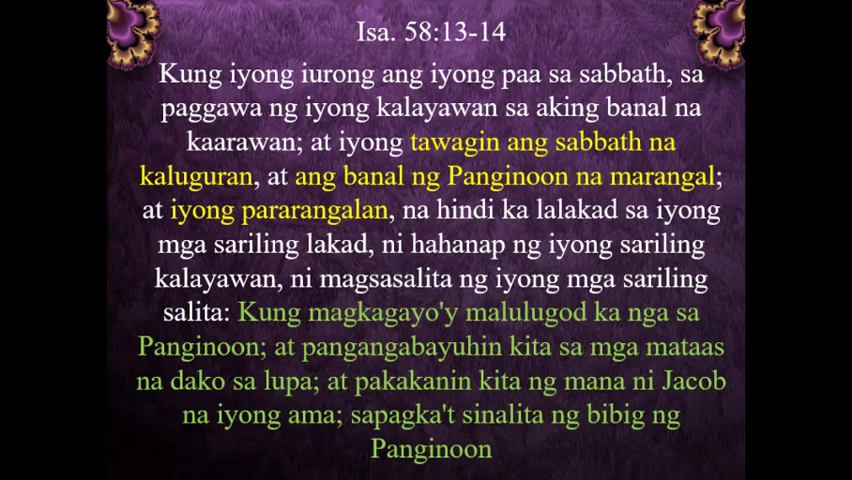 Isa. 58:13-14
Kung iyong iurong ang iyong paa sa sabbath, sa
paggawa ng iyong kalayawan sa aking banal na
kaarawan; at iyong tawagin ang sabbath na
kaluguran, at ang banal ng Panginoon na marangal;
at iyong pararangalan, na hindi ka lalakad sa iyong
mga sariling lakad, ni hahanap ng iyong sariling
kalayawan, ni magsasalita ng iyong mga sariling
salita: Kung magkagayo'y malulugod ka nga sa
Panginoon; at pangangabayuhin kita sa mga mataas
na dako sa lupa; at pakakanin kita ng mana ni Jacob
na iyong ama; sapagka't sinalita ng bibig ng
Panginoon